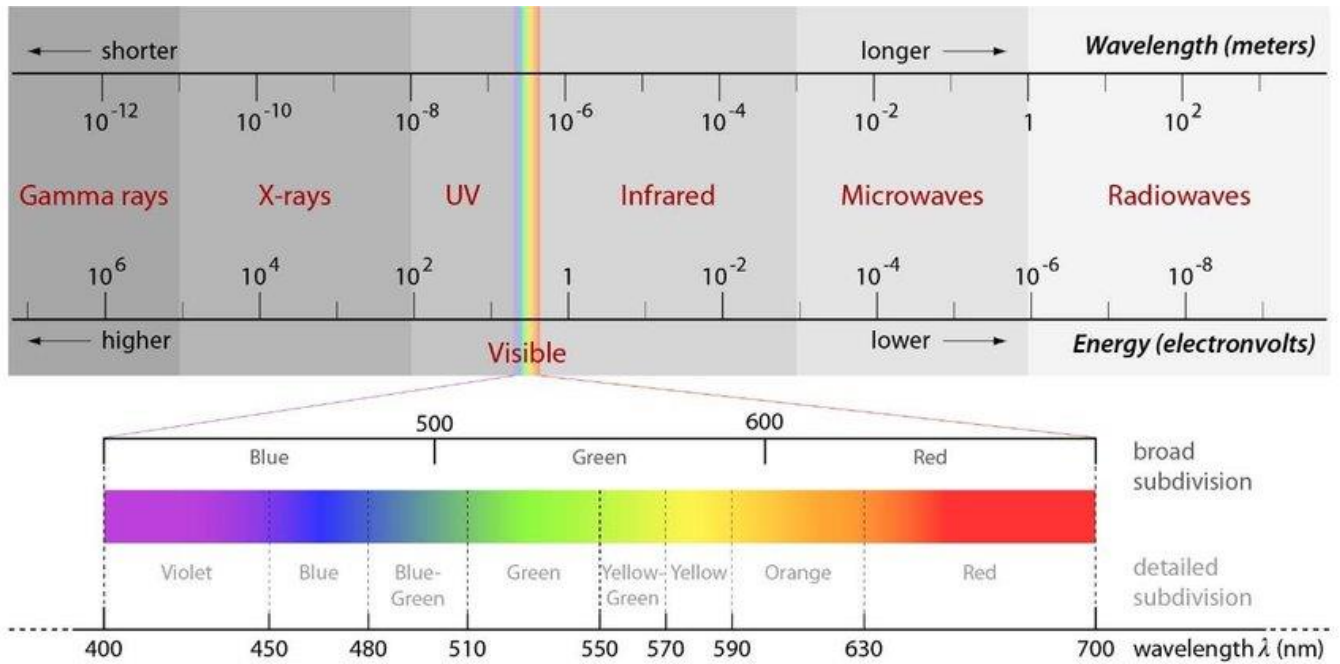 ← shorter longer → Wavelength (meters)
10⁻¹² 10⁻¹⁰ 10⁻⁸ 10⁻⁶ 10⁻⁴ 10⁻² 1 10²
Gamma rays X-rays UV Infrared Microwaves Radiowaves
10⁶ 10⁴ 10² 1 10⁻² 10⁻⁴ 10⁻⁶ 10⁻⁸
← higher Visible lower → Energy (electronvolts)
500 600
Blue Green Red broad
subdivision
Violet Blue Blue- Green Yellow- Yellow Orange Red detailed
Green Green subdivision
400 450 480 510 550 570 590 630 700 wavelength λ (nm)